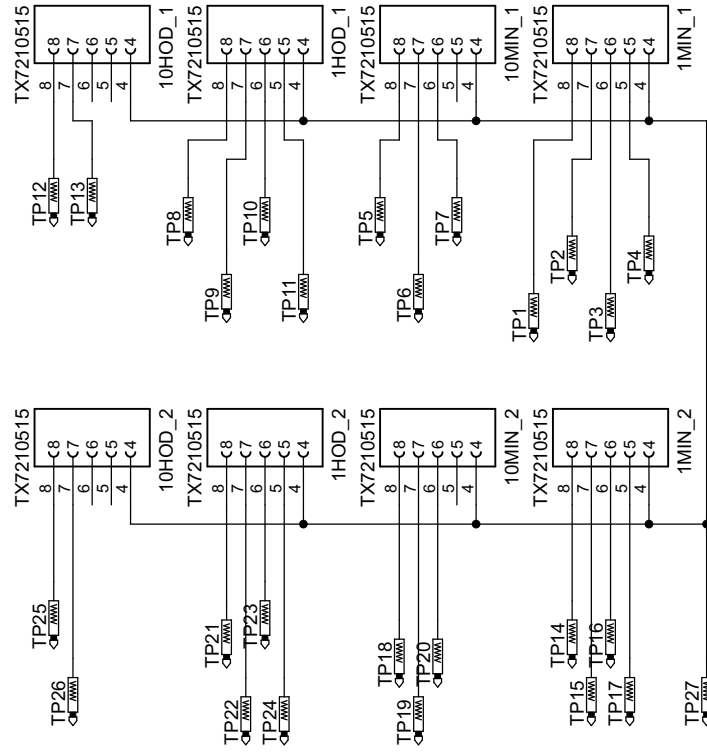 TX7210515
8
7
6
5
4
8
7
6
5
4
10HOD_1
TX7210515
8
7
6
5
4
8
7
6
5
4
1HOD_1
TX7210515
8
7
6
5
4
8
7
6
5
4
10MIN_1
TX7210515
8
7
6
5
4
8
7
6
5
4
1MIN_1
TP12
TP13
TP8
TP9
TP10
TP11
TP5
TP6
TP7
TP1
TP2
TP3
TP4
TX7210515
8
7
6
5
4
8
7
6
5
4
10HOD_2
TX7210515
8
7
6
5
4
8
7
6
5
4
1HOD_2
TX7210515
8
7
6
5
4
8
7
6
5
4
10MIN_2
TX7210515
8
7
6
5
4
8
7
6
5
4
1MIN_2
TP25
TP26
TP21
TP22
TP23
TP24
TP18
TP19
TP20
TP14
TP15
TP16
TP17
TP27